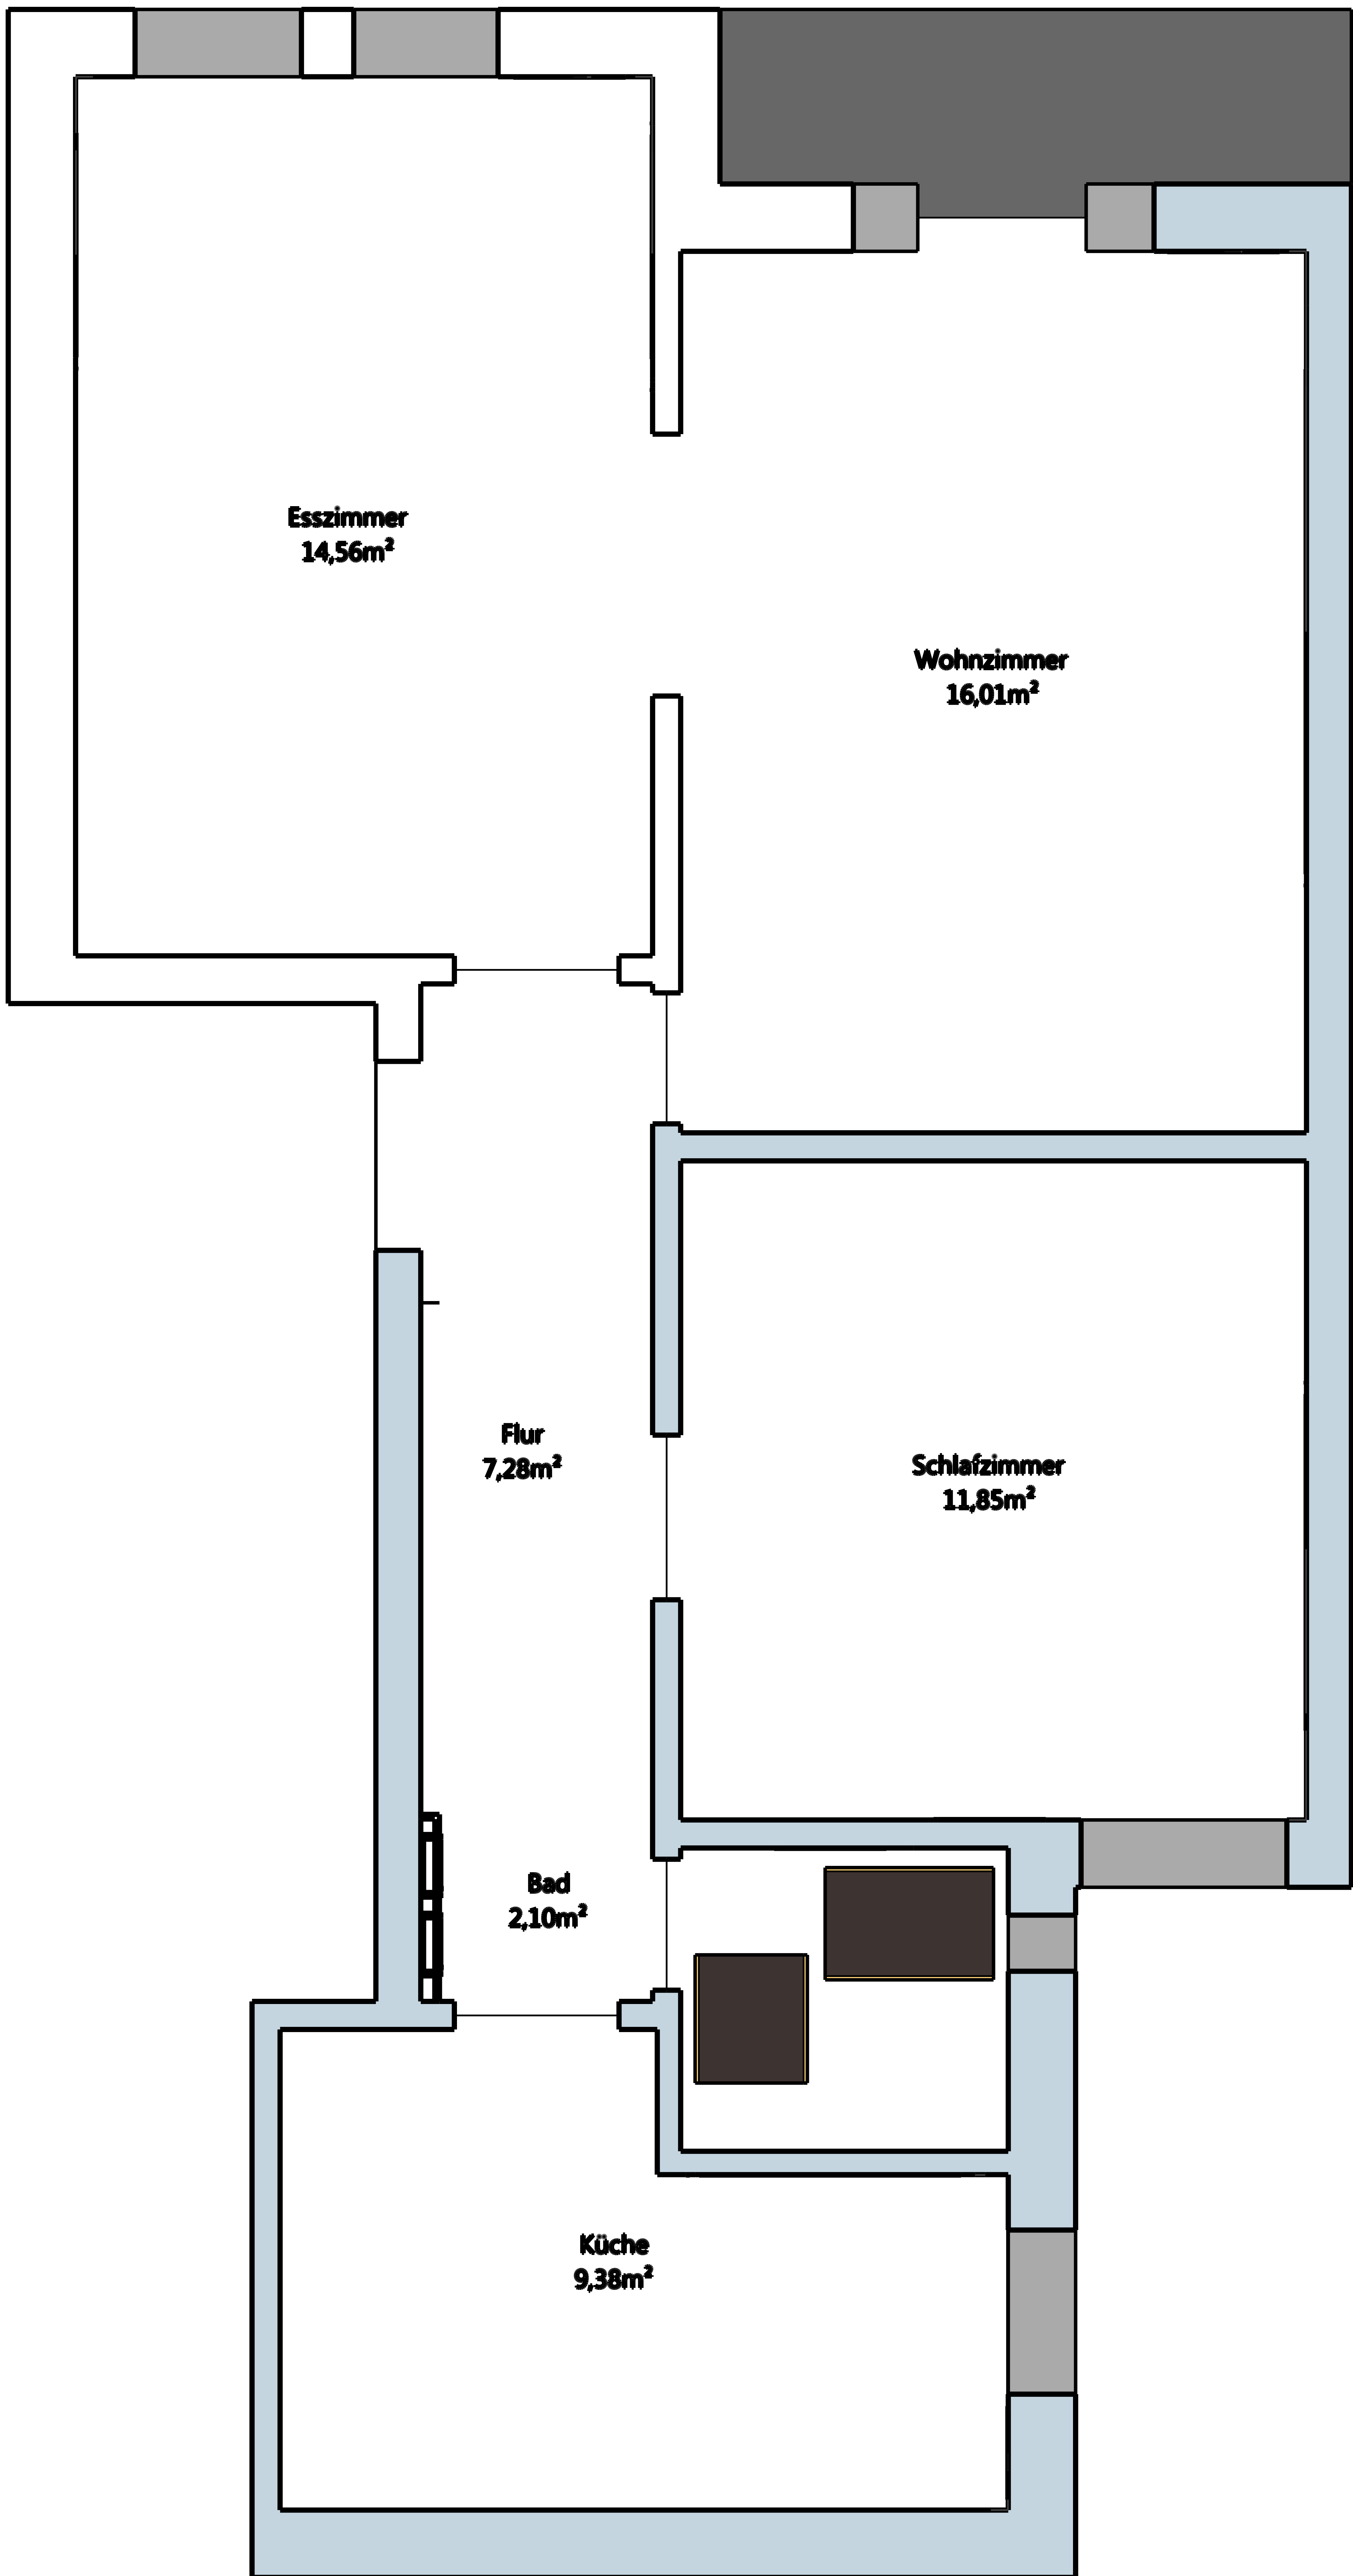 Esszimmer
14,56m²
Wohnzimmer
16,01m²
Flur
7,28m²
Schlafzimmer
11,85m²
Bad
2,10m²
Küche
9,38m²